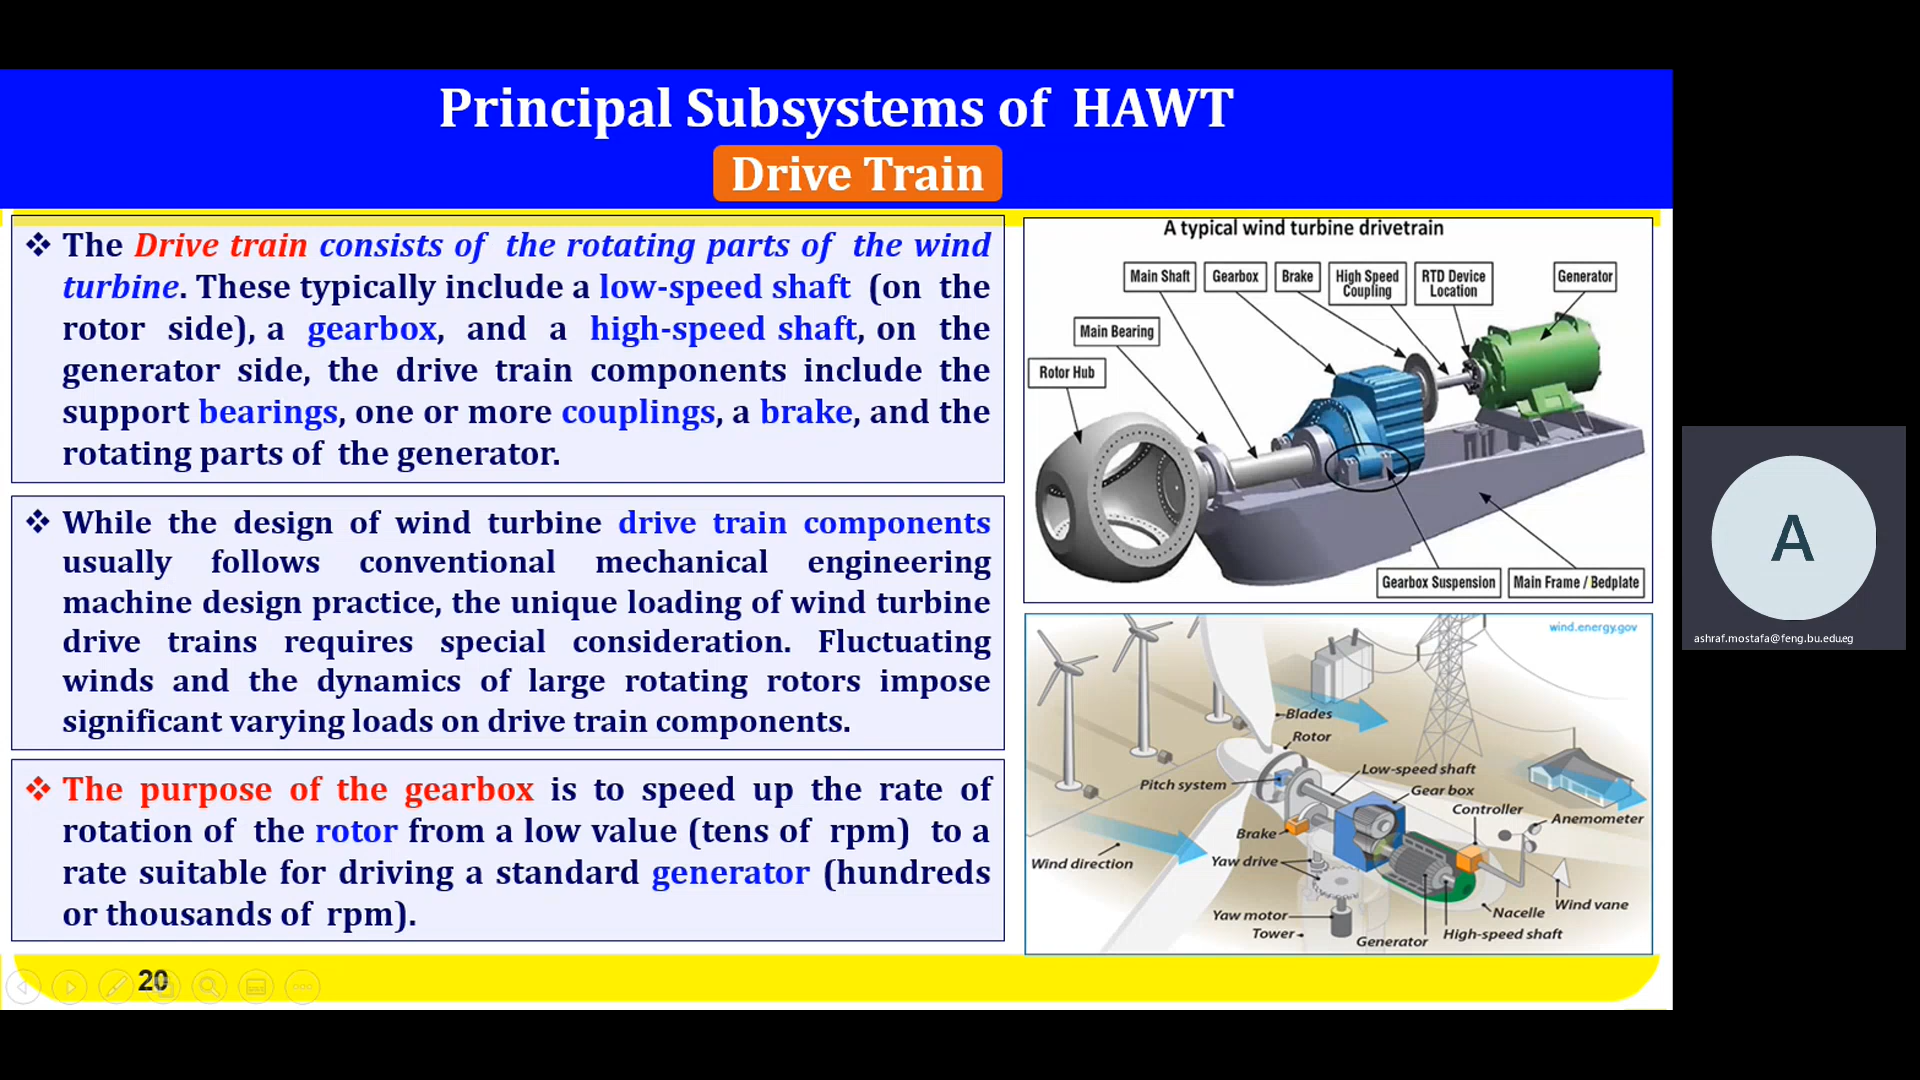 Principal Subsystems of HAWT
Drive Train
❖ The Drive train consists of the rotating parts of the wind
turbine. These typically include a low-speed shaft (on the
rotor side), a gearbox, and a high-speed shaft, on the
generator side, the drive train components include the
support bearings, one or more couplings, a brake, and the
rotating parts of the generator.
❖ While the design of wind turbine drive train components
usually follows conventional mechanical engineering
machine design practice, the unique loading of wind turbine
drive trains requires special consideration. Fluctuating
winds and the dynamics of large rotating rotors impose
significant varying loads on drive train components.
❖ The purpose of the gearbox is to speed up the rate of
rotation of the rotor from a low value (tens of rpm) to a
rate suitable for driving a standard generator (hundreds
or thousands of rpm).
20
A typical wind turbine drivetrain
Main Shaft
Gearbox
Brake
High Speed
Coupling
RTD Device
Location
Generator
Main Bearing
Rotor Hub
Gearbox Suspension
Main Frame / Bedplate
wind.energy.gov
Blades
Rotor
Pitch system
Low-speed shaft
Gear box
Controller
Anemometer
Brake
Wind direction
Yaw drive
Wind vane
Nacelle
Yaw motor
Tower
Generator
High-speed shaft
A
ashraf.mostafa@feng.bu.edu.eg